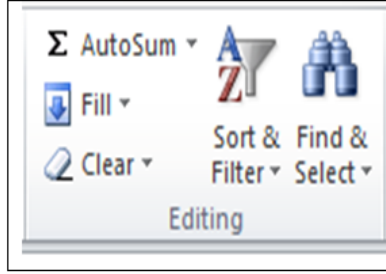 Σ AutoSum
Fill
Clear
Sort &
Filter
Find &
Select
Editing